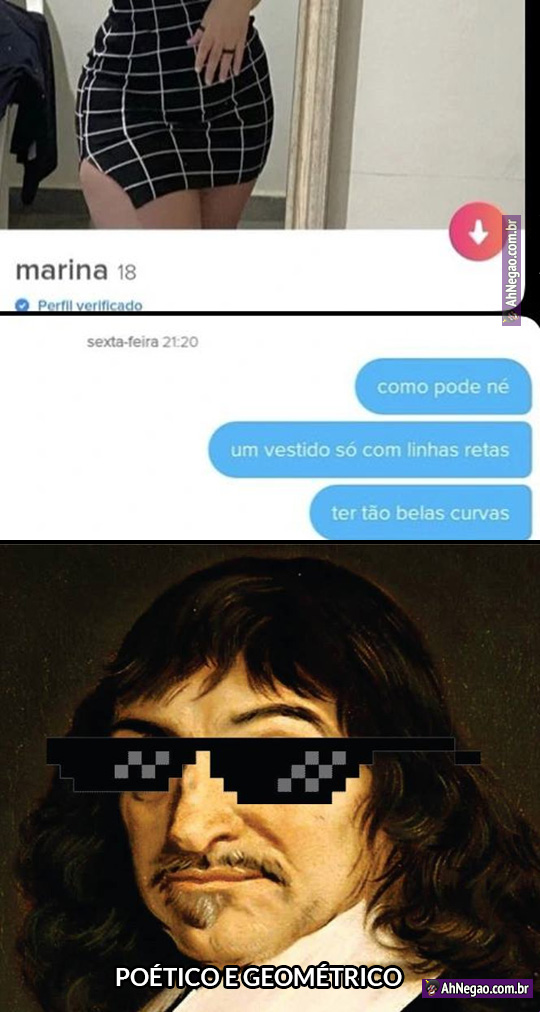 marina 18
Perfil verificado
AhNegao.com.br
sexta-feira 21:20
como pode né
um vestido só com linhas retas
ter tão belas curvas
POÉTICO E GEOMÉTRICO
AhNegao.com.br